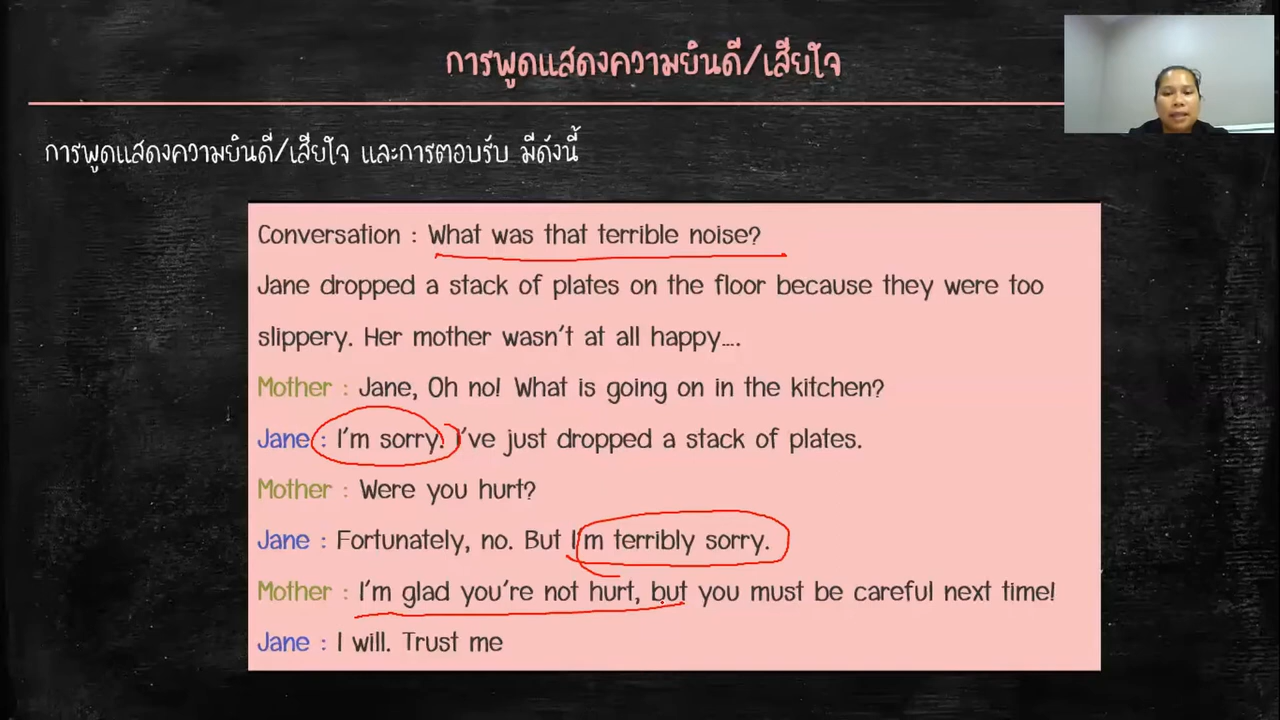 การพูดแสดงความยินดี/เสียใจ
การพูดแสดงความยินดี/เสียใจ และการตอบรับ มีดังนี้
Conversation : What was that terrible noise?
Jane dropped a stack of plates on the floor because they were too
slippery. Her mother wasn't at all happy....
Mother : Jane, Oh no! What is going on in the kitchen?
Jane : I'm sorry. I've just dropped a stack of plates.
Mother : Were you hurt?
Jane : Fortunately, no. But I'm terribly sorry.
Mother : I'm glad you're not hurt, but you must be careful next time!
Jane : I will. Trust me